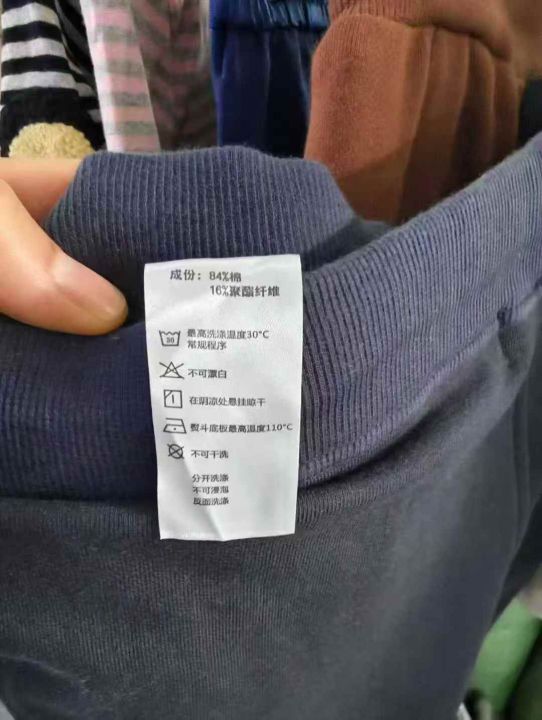 成份：84%棉
16%聚酯纤维
30
最高洗涤温度30°C
常规程序
不可漂白
在阴凉处悬挂晾干
熨斗底板最高温度110°C
不可干洗
分开洗涤
不可浸泡
反面洗涤